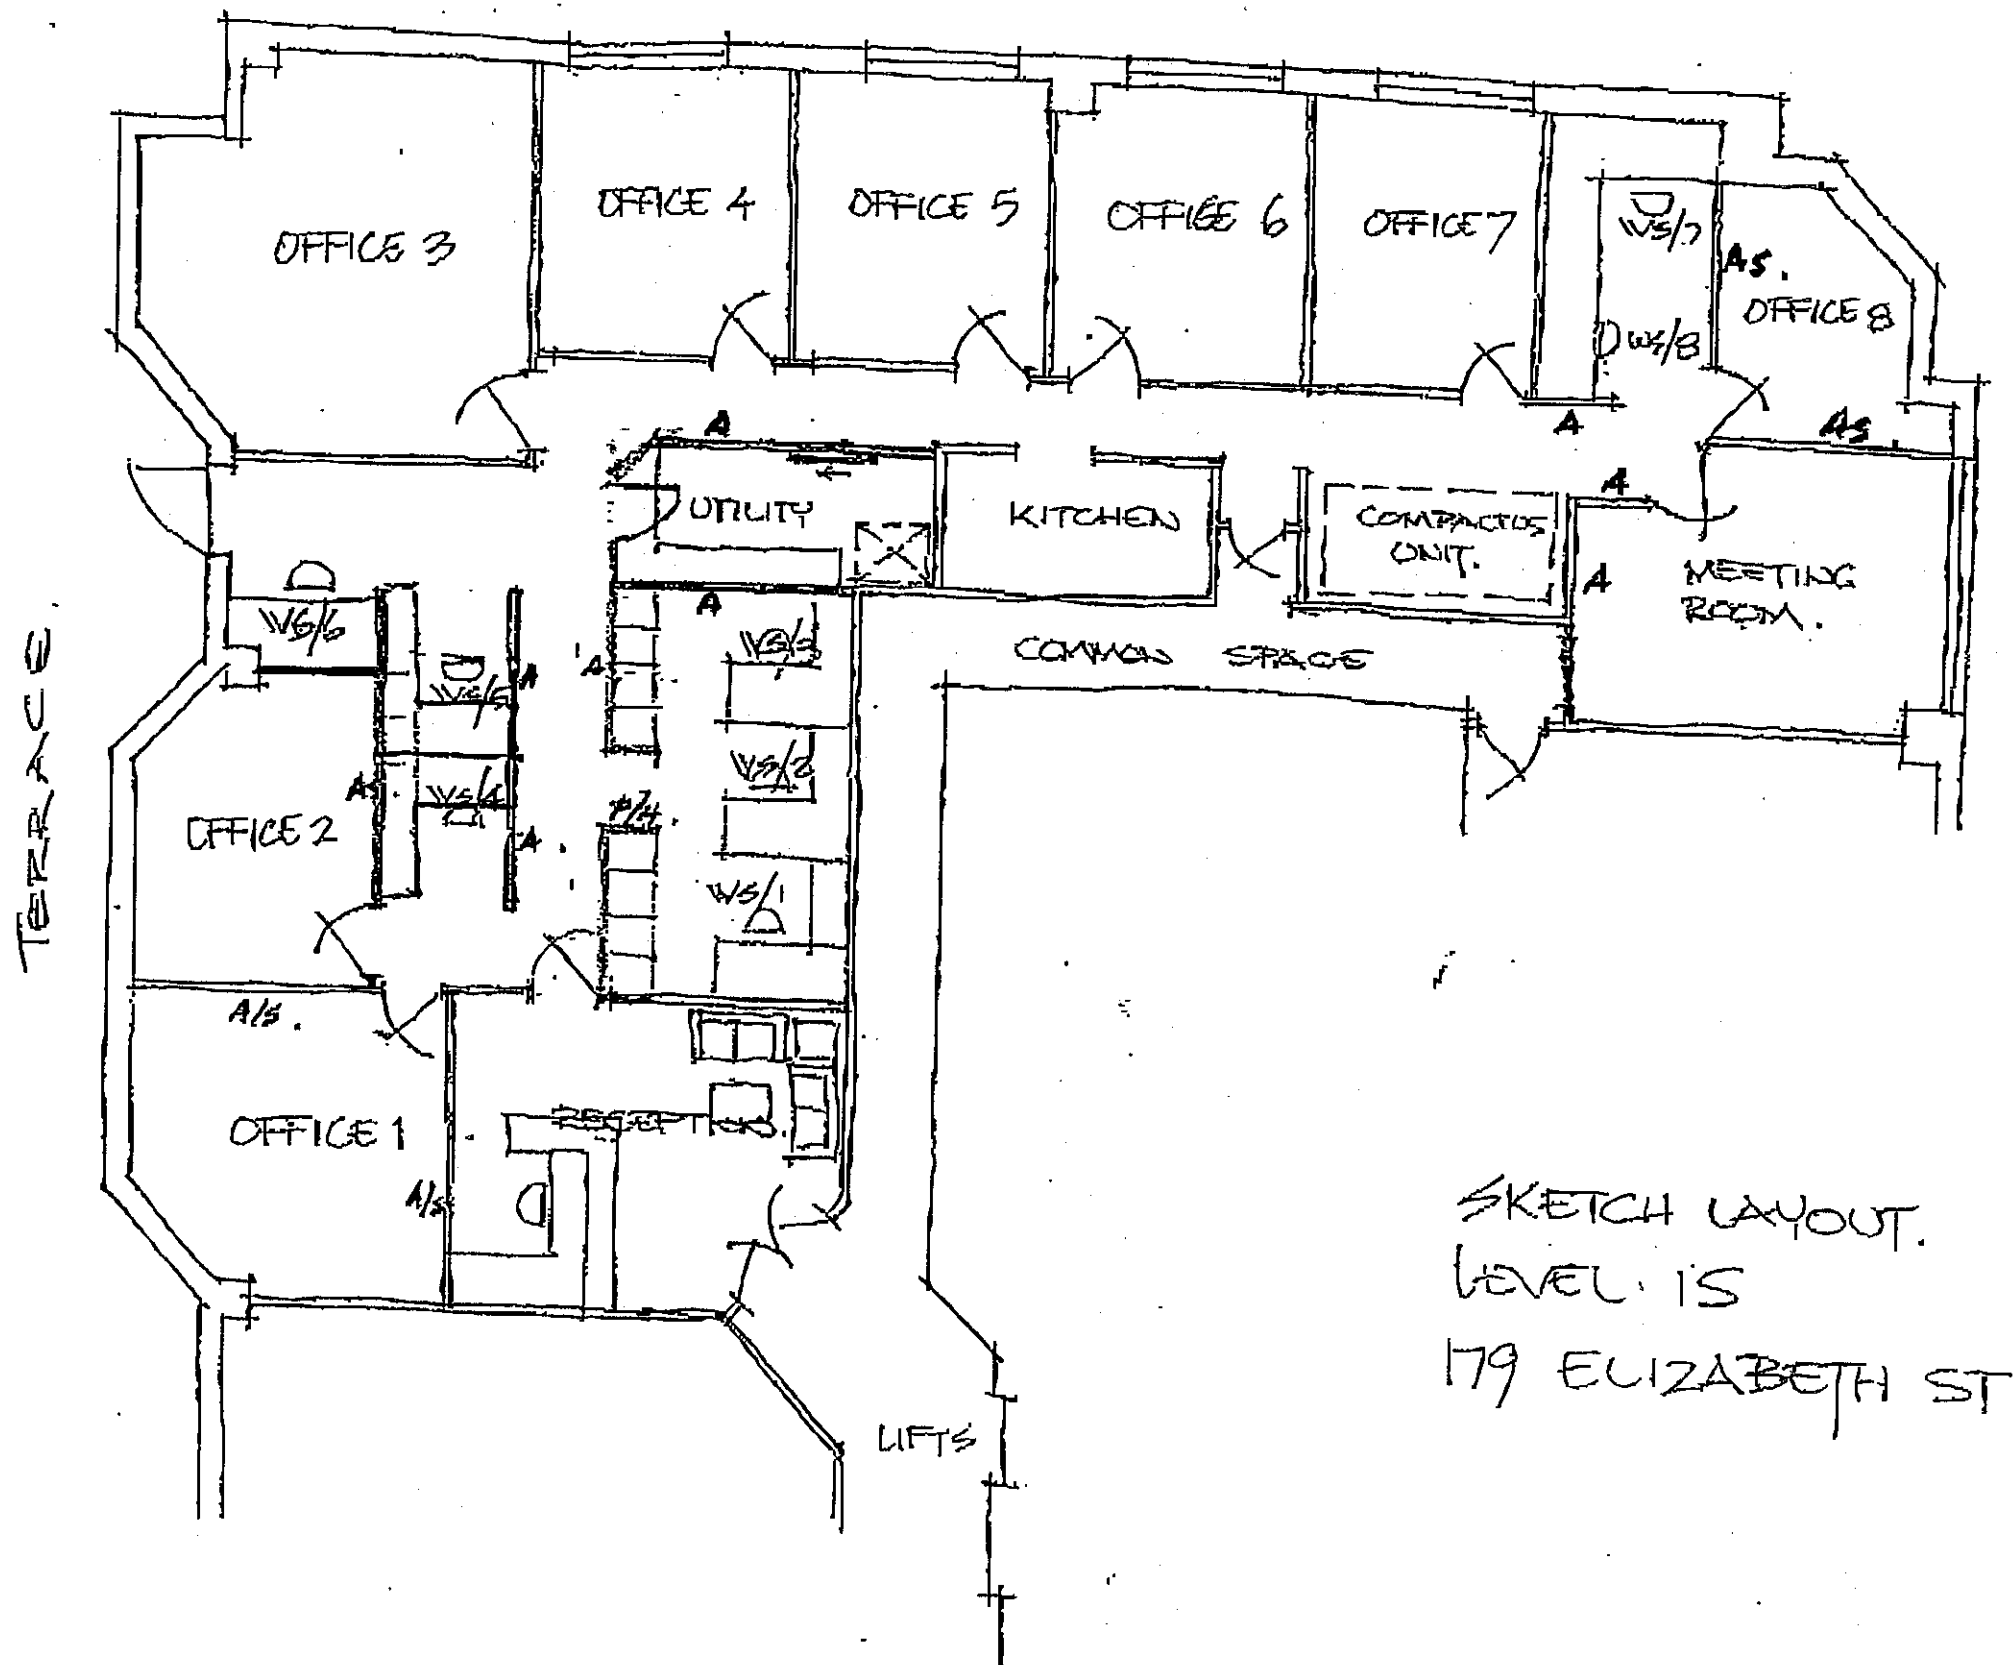 OFFICE 3
OFFICE 4
OFFICE 5
OFFICE 6
OFFICE 7
WS/7
AS.
OFFICE 8
WS/8
A
A
AS
UTILITY
KITCHEN
COMPACTUS
UNIT.
A
A
MEETING
ROOM.
A
WS/6
WS/3
COMMON SPACE
A
A
WS/5
TERRACE.
WS/2
WS/4
A
OFFICE 2
A
WS/1
A/S.
OFFICE 1
RECEPTION
A/S
SKETCH LAYOUT.
LEVEL. 15
179 ELIZABETH ST
LIFTS